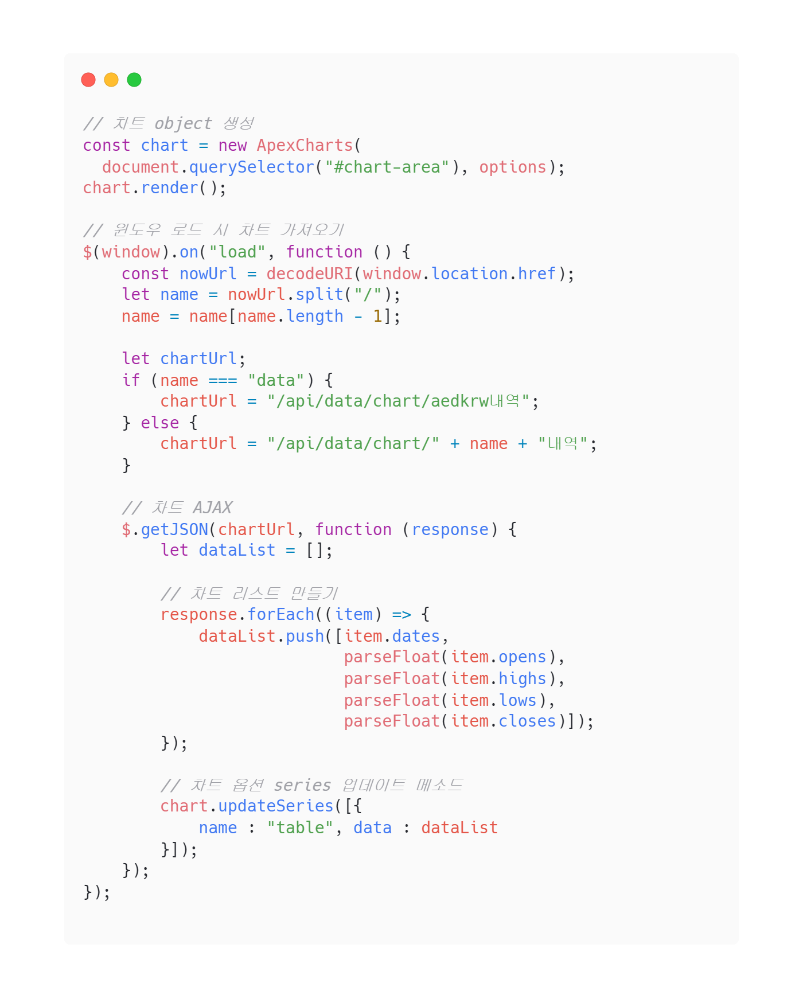 // 차트 object 생성
const chart = new ApexCharts(
  document.querySelector("#chart-area"), options);
chart.render();

// 윈도우 로드 시 차트 가져오기
$(window).on("load", function () {
    const nowUrl = decodeURI(window.location.href);
    let name = nowUrl.split("/");
    name = name[name.length - 1];

    let chartUrl;
    if (name === "data") {
        chartUrl = "/api/data/chart/aedkrw내역";
    } else {
        chartUrl = "/api/data/chart/" + name + "내역";
    }

    // 차트 AJAX
    $.getJSON(chartUrl, function (response) {
        let dataList = [];

        // 차트 리스트 만들기
        response.forEach((item) => {
            dataList.push([item.dates,
                           parseFloat(item.opens),
                           parseFloat(item.highs),
                           parseFloat(item.lows),
                           parseFloat(item.closes)]);
        });

        // 차트 옵션 series 업데이트 메소드
        chart.updateSeries([{
            name : "table", data : dataList
        }]);
    });
});